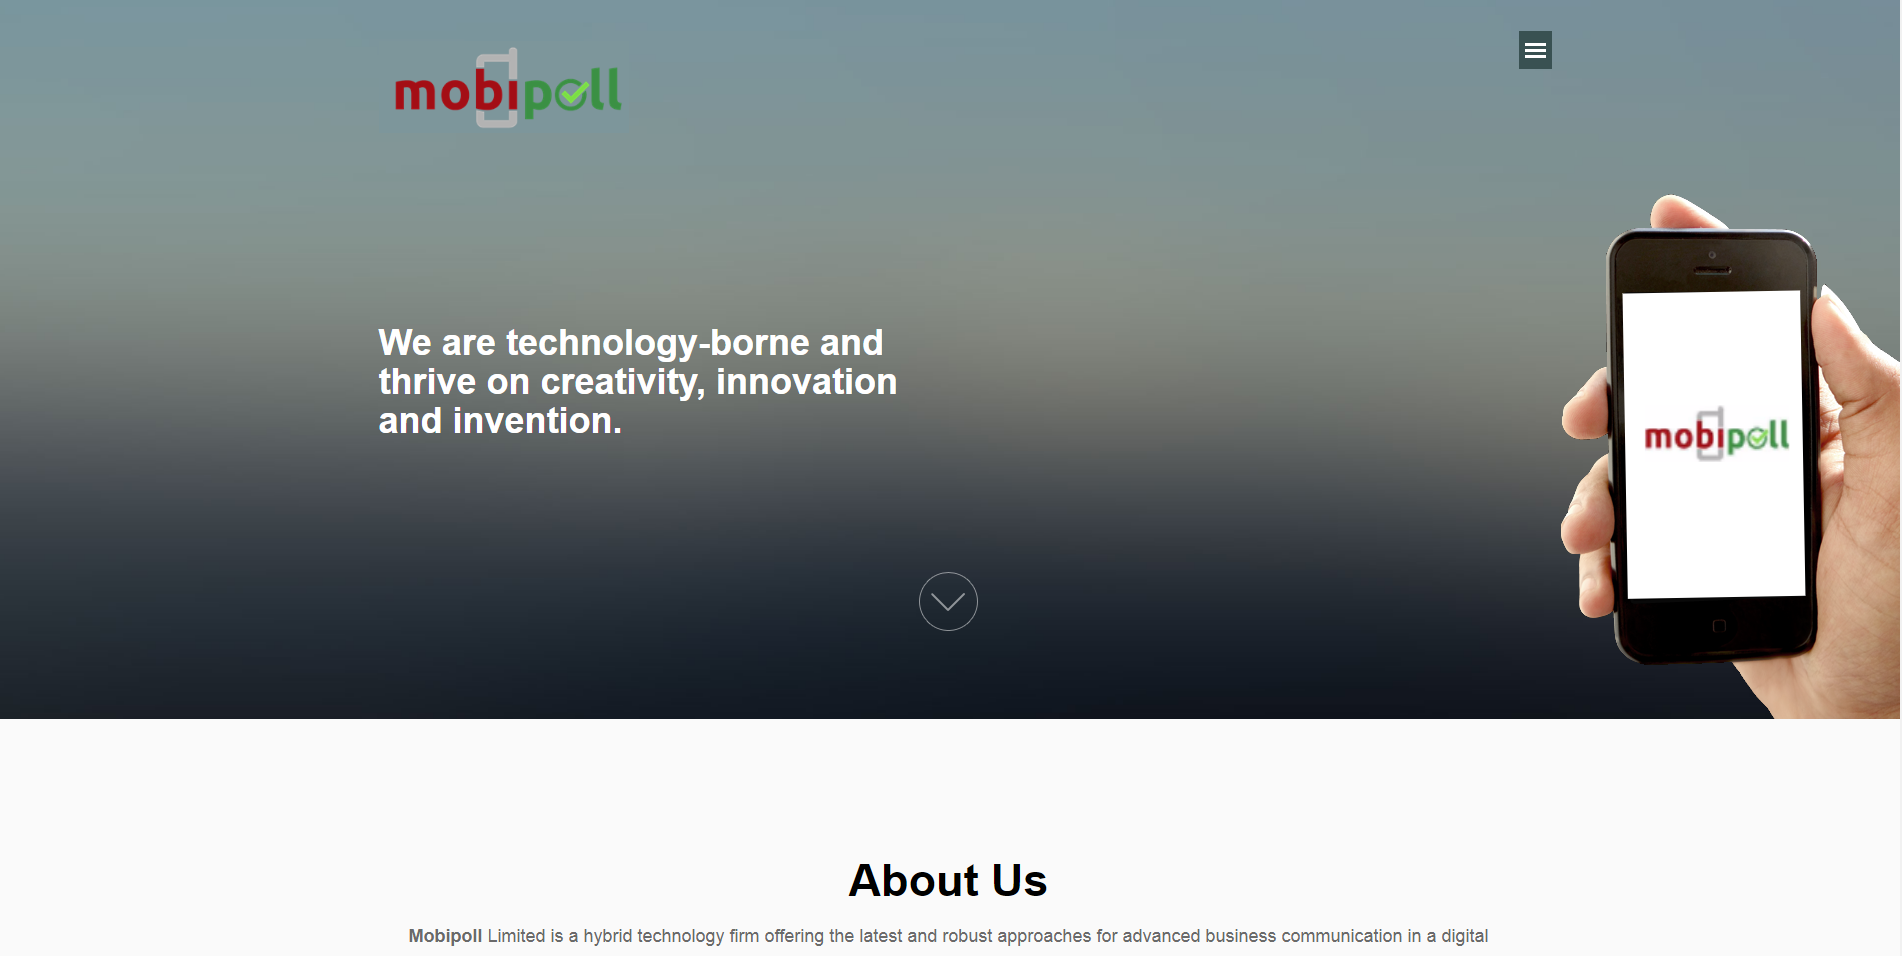 mobipoll
We are technology-borne and
thrive on creativity, innovation
and invention.
mobipoll
About Us
Mobipoll Limited is a hybrid technology firm offering the latest and robust approaches for advanced business communication in a digital